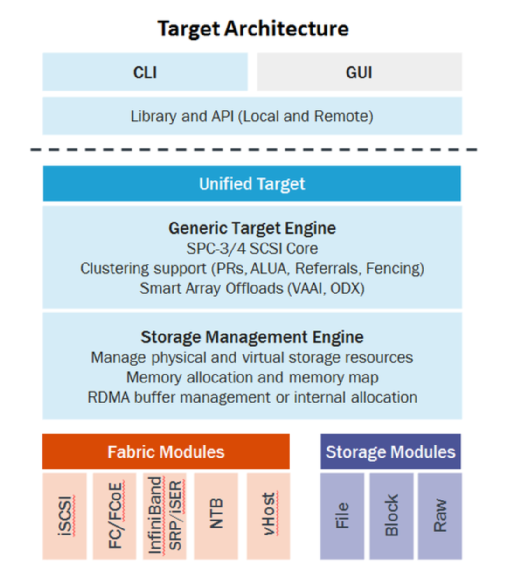 Target Architecture
CLI
GUI
Library and API (Local and Remote)
Unified Target
Generic Target Engine
SPC-3/4 SCSI Core
Clustering support (PRs, ALUA, Referrals, Fencing)
Smart Array Offloads (VAAI, ODX)
Storage Management Engine
Manage physical and virtual storage resources
Memory allocation and memory map
RDMA buffer management or internal allocation
Fabric Modules
Storage Modules
iSCSI
FC/FCoE
InfiniBand
SRP/iSER
NTB
vHost
File
Block
Raw